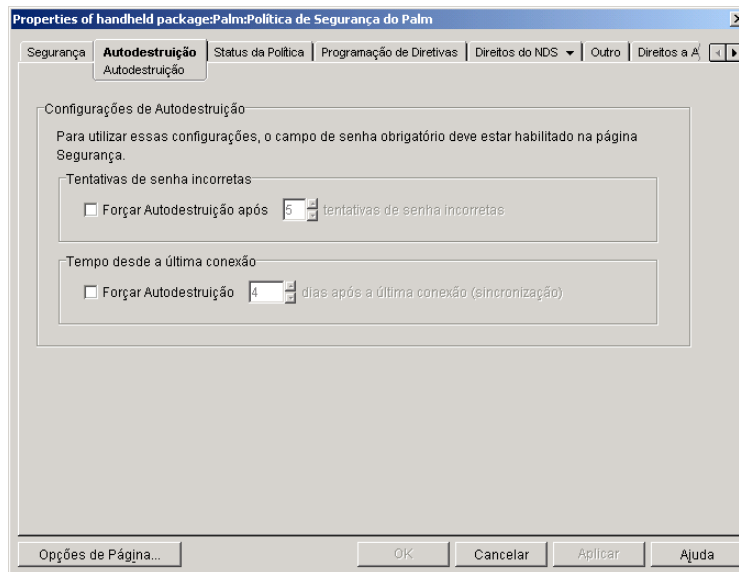 Properties of handheld package:Palm:Política de Segurança do Palm
Segurança Autodestruição Status da Política Programação de Diretivas Direitos do NDS Outro Direitos a A
Autodestruição
Configurações de Autodestruição
Para utilizar essas configurações, o campo de senha obrigatório deve estar habilitado na página
Segurança.
Tentativas de senha incorretas
Forçar Autodestruição após 5 tentativas de senha incorretas
Tempo desde a última conexão
Forçar Autodestruição 4 dias após a última conexão (sincronização)
Opções de Página... OK Cancelar Aplicar Ajuda